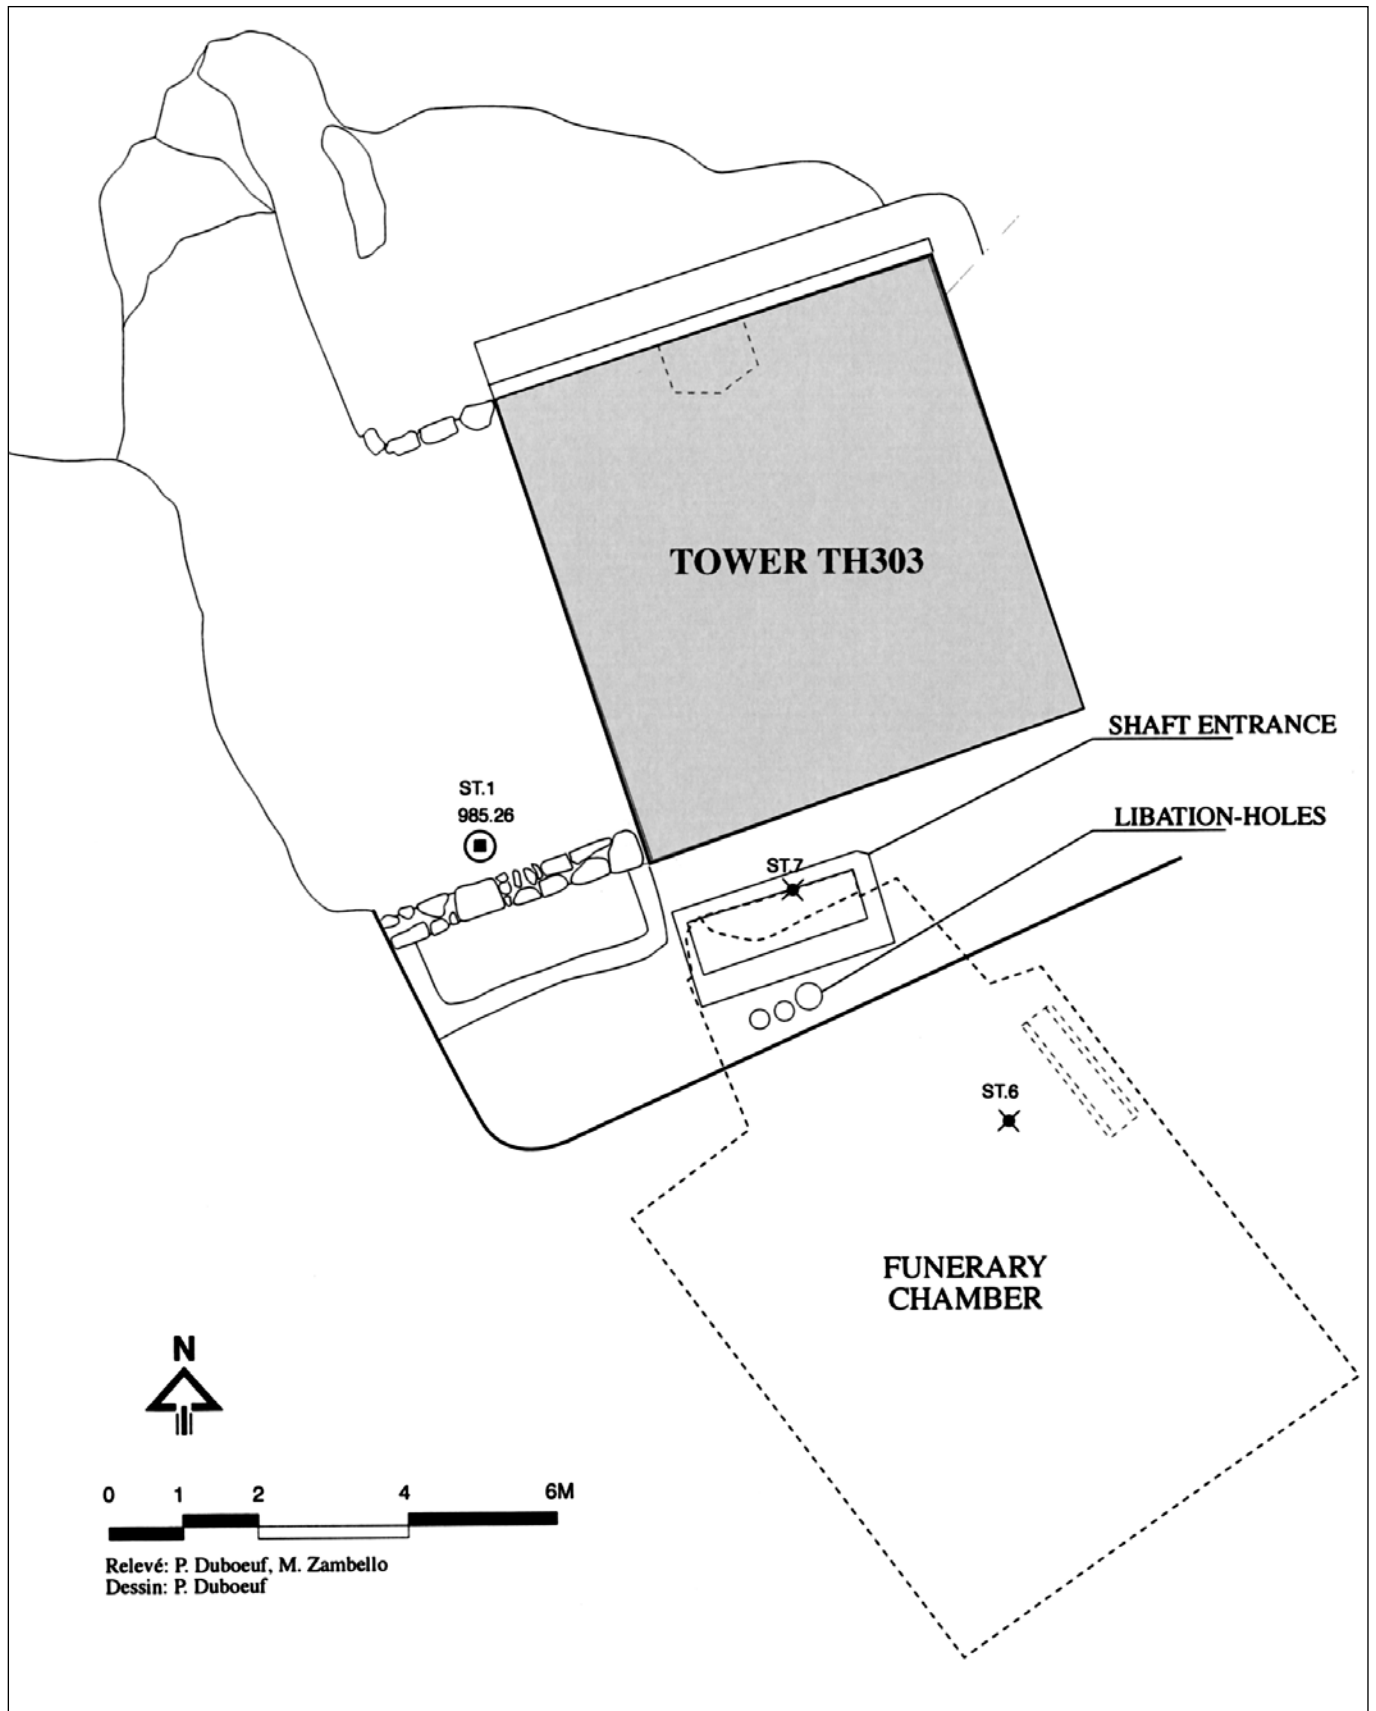 TOWER TH303
SHAFT ENTRANCE
ST.1
985.26
LIBATION-HOLES
ST.7
ST.6
FUNERARY
CHAMBER
N
0 1 2 4 6M
Relevé: P. Duboeuf, M. Zambello
Dessin: P. Duboeuf